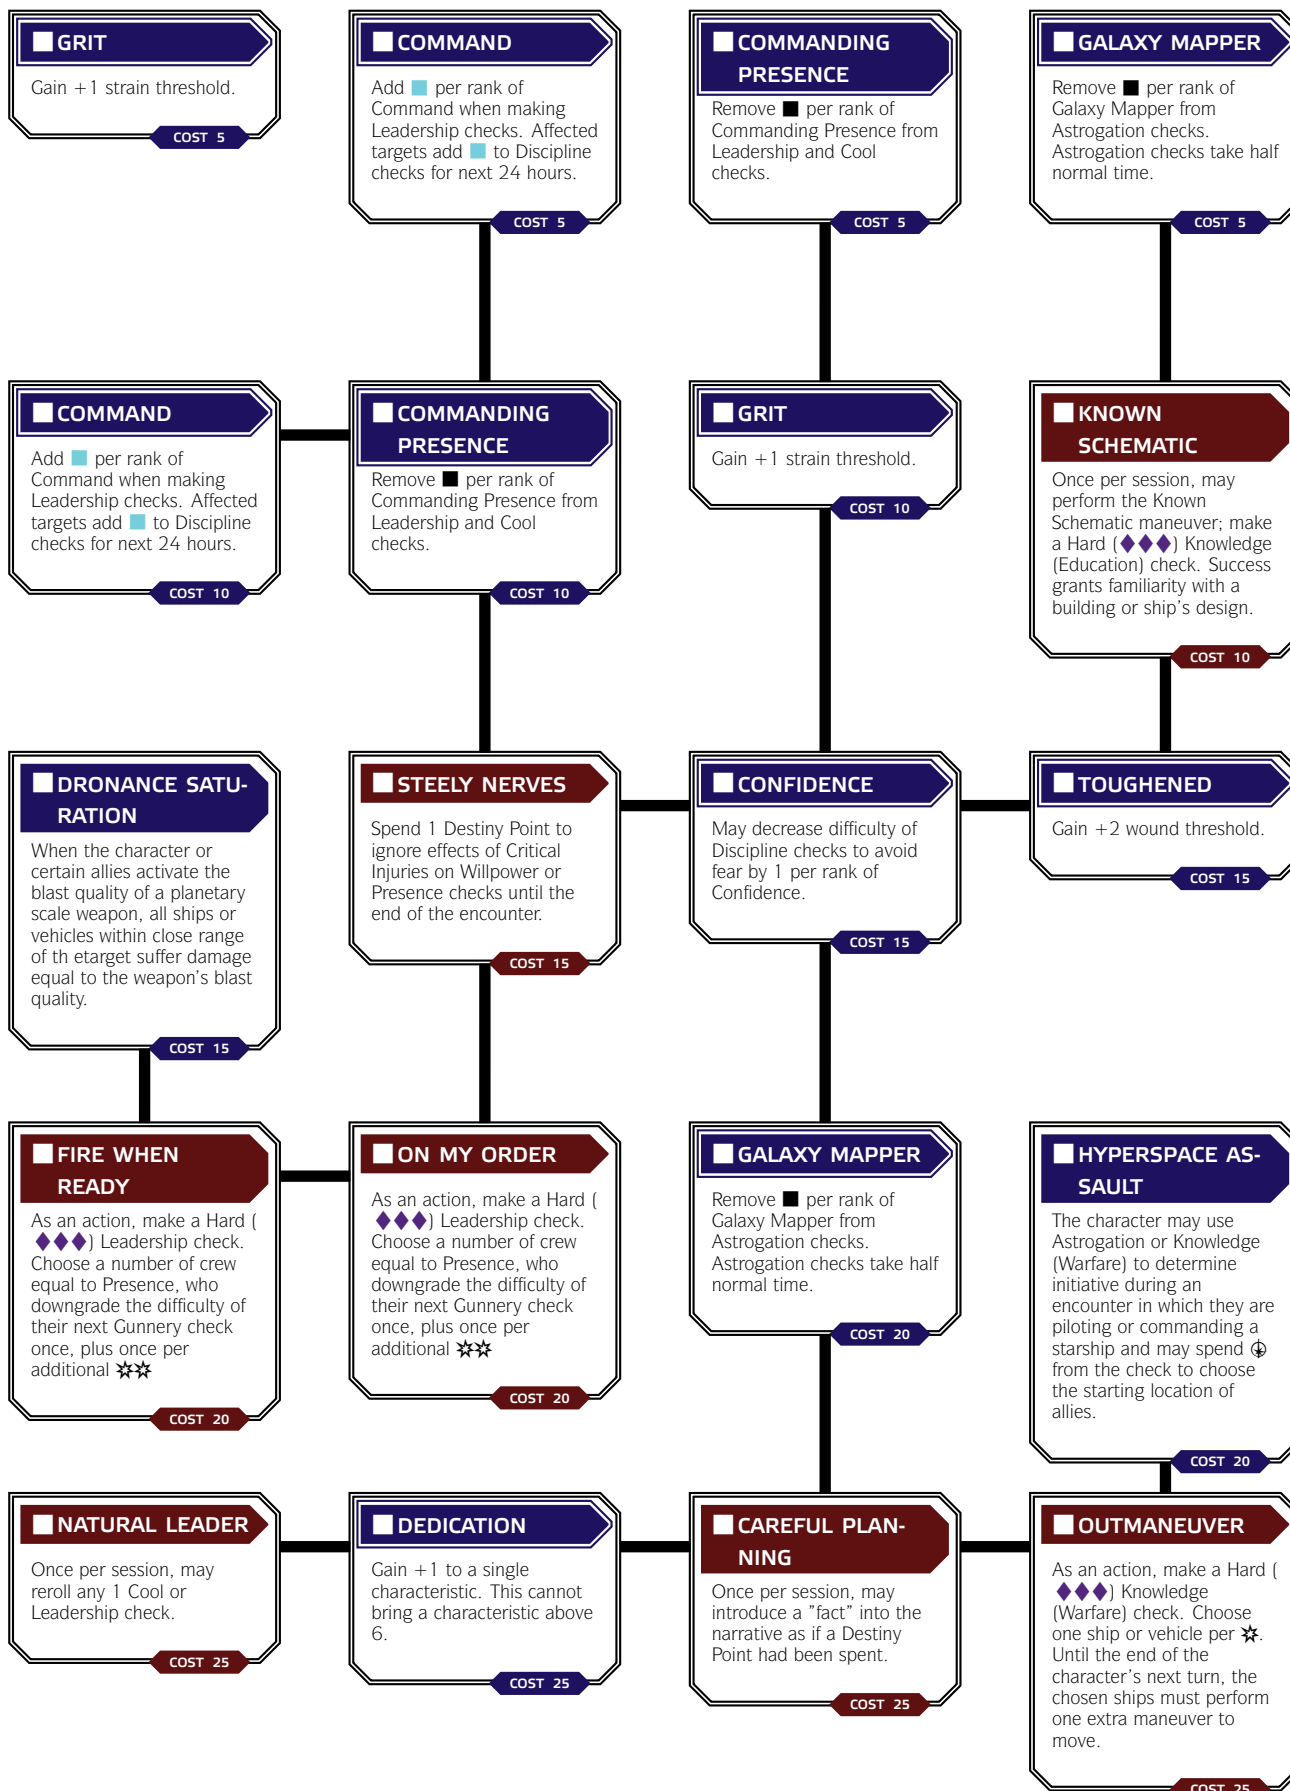 GRIT
Gain +1 strain threshold.
COST 5
COMMAND
Add per rank of
Command when making
Leadership checks. Affected
targets add to Discipline
checks for next 24 hours.
COST 5
COMMANDING
PRESENCE
Remove per rank of
Commanding Presence from
Leadership and Cool
checks.
COST 5
GALAXY MAPPER
Remove per rank of
Galaxy Mapper from
Astrogation checks.
Astrogation checks take half
normal time.
COST 5
COMMAND
Add per rank of
Command when making
Leadership checks. Affected
targets add to Discipline
checks for next 24 hours.
COST 10
COMMANDING
PRESENCE
Remove per rank of
Commanding Presence from
Leadership and Cool
checks.
COST 10
GRIT
Gain +1 strain threshold.
COST 10
KNOWN
SCHEMATIC
Once per session, may
perform the Known
Schematic maneuver; make
a Hard (♦♦♦) Knowledge
(Education) check. Success
grants familiarity with a
building or ship's design.
COST 10
DRONANCE SATU-
RATION
When the character or
certain allies activate the
blast quality of a planetary
scale weapon, all ships or
vehicles within close range
of th etarget suffer damage
equal to the weapon's blast
quality.
COST 15
STEELY NERVES
Spend 1 Destiny Point to
ignore effects of Critical
Injuries on Willpower or
Presence checks until the
end of the encounter.
COST 15
CONFIDENCE
May decrease difficulty of
Discipline checks to avoid
fear by 1 per rank of
Confidence.
COST 15
TOUGHENED
Gain +2 wound threshold.
COST 15
FIRE WHEN
READY
As an action, make a Hard (
♦♦♦) Leadership check.
Choose a number of crew
equal to Presence, who
downgrade the difficulty of
their next Gunnery check
once, plus once per
additional
COST 20
ON MY ORDER
As an action, make a Hard (
♦♦♦) Leadership check.
Choose a number of crew
equal to Presence, who
downgrade the difficulty of
their next Gunnery check
once, plus once per
additional
COST 20
GALAXY MAPPER
Remove per rank of
Galaxy Mapper from
Astrogation checks.
Astrogation checks take half
normal time.
COST 20
HYPERSPACE AS-
SAULT
The character may use
Astrogation or Knowledge
(Warfare) to determine
initiative during an
encounter in which they are
piloting or commanding a
starship and may spend
from the check to choose
the starting location of
allies.
COST 20
NATURAL LEADER
Once per session, may
reroll any 1 Cool or
Leadership check.
COST 25
DEDICATION
Gain +1 to a single
characteristic. This cannot
bring a characteristic above
6.
COST 25
CAREFUL PLAN-
NING
Once per session, may
introduce a "fact" into the
narrative as if a Destiny
Point had been spent.
COST 25
OUTMANEUVER
As an action, make a Hard (
♦♦♦) Knowledge
(Warfare) check. Choose
one ship or vehicle per .
Until the end of the
character's next turn, the
chosen ships must perform
one extra maneuver to
move.
COST 25